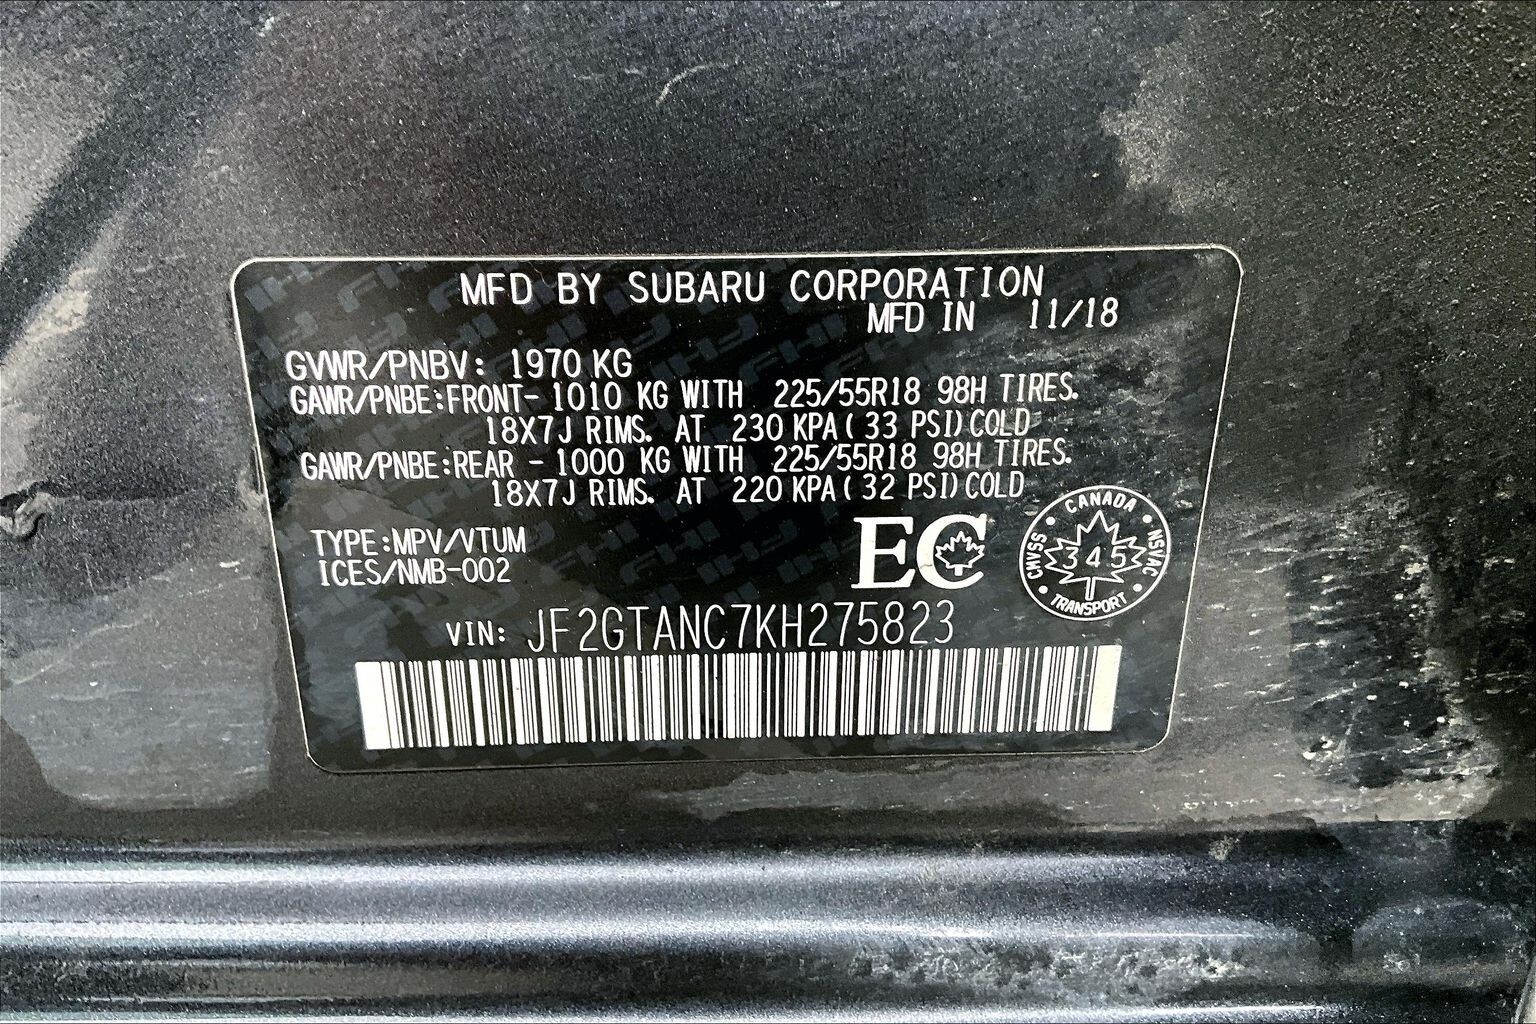 MFD BY SUBARU CORPORATION
MFD IN 11/18
GVWR/PNBV: 1970 KG
GAWR/PNBE:FRONT- 1010 KG WITH 225/55R18 98H TIRES.
18X7J RIMS. AT 230 KPA( 33 PSI)COLD
GAWR/PNBE:REAR - 1000 KG WITH 225/55R18 98H TIRES.
18X7J RIMS. AT 220 KPA( 32 PSI)COLD
TYPE:MPV/VTUM
ICES/NMB-002
EC
CANADA
CMVSS 345 NSVAC
TRANSPORT
VIN: JF2GTANC7KH275823